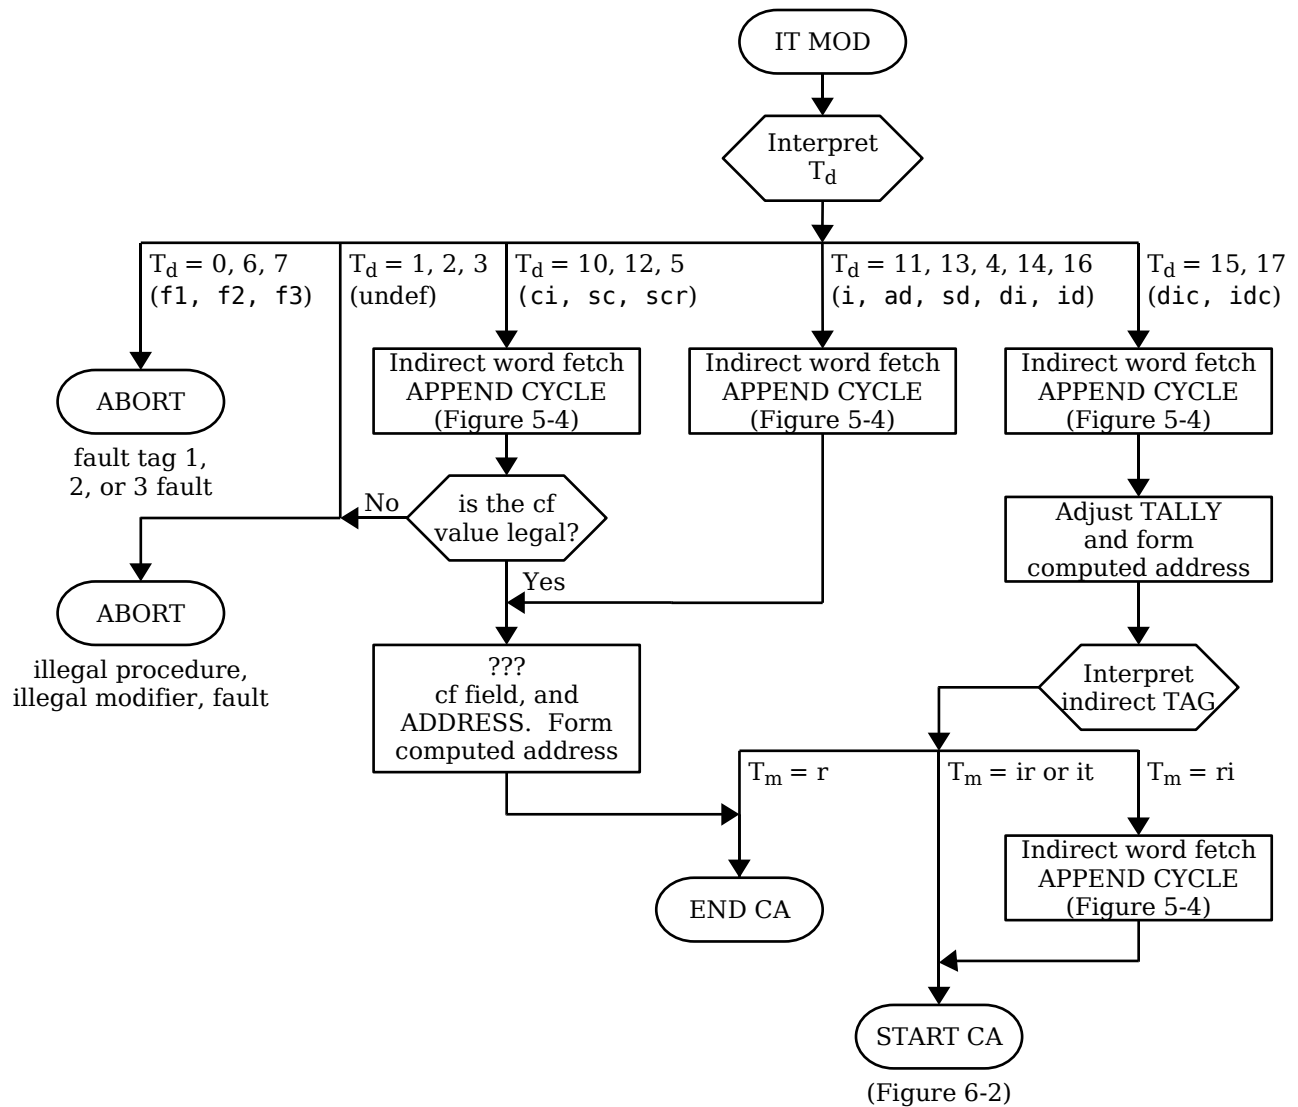 IT MOD
Interpret
Td
Td = 0, 6, 7
(f1, f2, f3)
Td = 1, 2, 3
(undef)
Td = 10, 12, 5
(ci, sc, scr)
Td = 11, 13, 4, 14, 16
(i, ad, sd, di, id)
Td = 15, 17
(dic, idc)
ABORT
fault tag 1,
2, or 3 fault
Indirect word fetch
APPEND CYCLE
(Figure 5-4)
Indirect word fetch
APPEND CYCLE
(Figure 5-4)
Indirect word fetch
APPEND CYCLE
(Figure 5-4)
No
is the cf
value legal?
Yes
Adjust TALLY
and form
computed address
ABORT
illegal procedure,
illegal modifier, fault
???
cf field, and
ADDRESS.  Form
computed address
Interpret
indirect TAG
Tm = r
Tm = ir or it
Tm = ri
Indirect word fetch
APPEND CYCLE
(Figure 5-4)
END CA
START CA
(Figure 6-2)